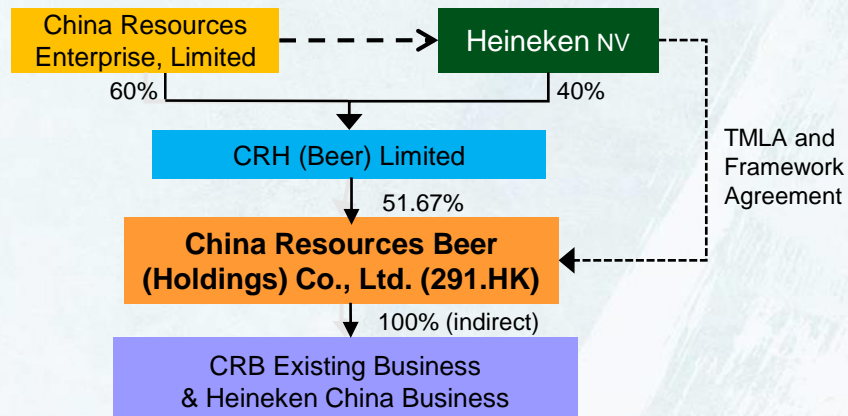 China Resources
Enterprise, Limited
Heineken NV
60%
40%
CRH (Beer) Limited
TMLA and
Framework
Agreement
51.67%
China Resources Beer
(Holdings) Co., Ltd. (291.HK)
100% (indirect)
CRB Existing Business
& Heineken China Business